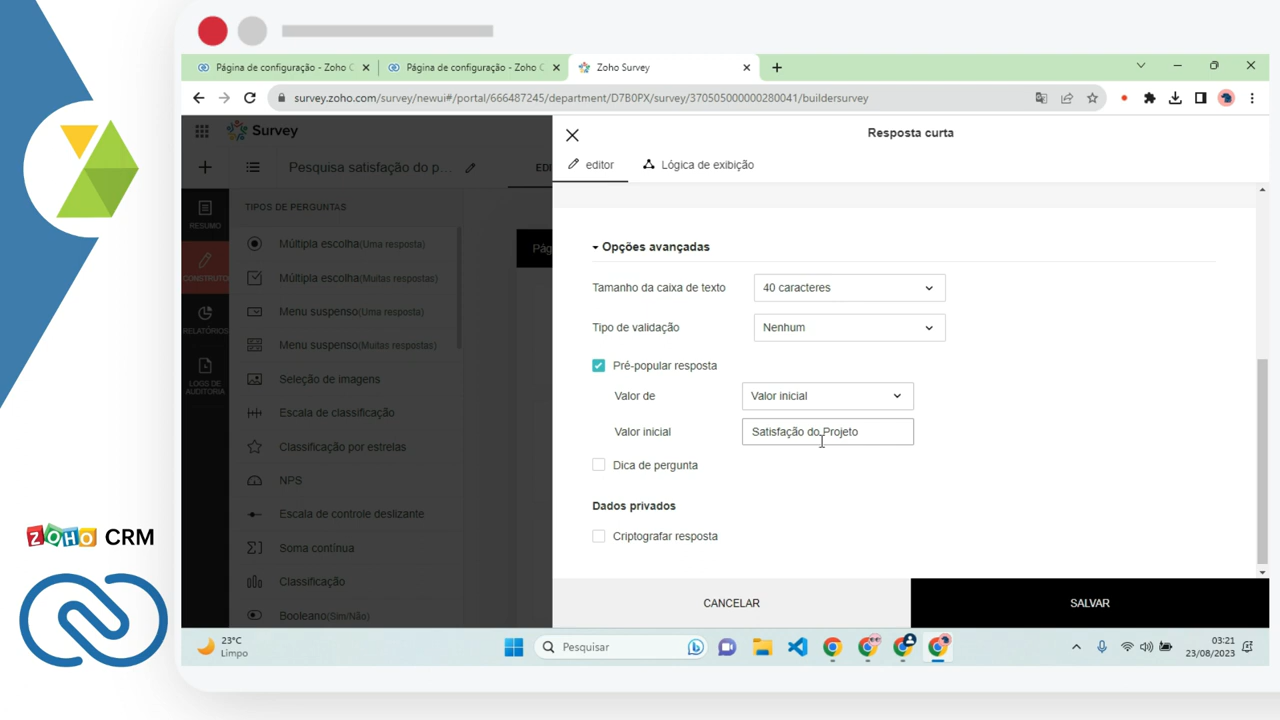 Página de configuração - Zoho C
Página de configuração - Zoho C
Zoho Survey
survey.zoho.com/survey/newui#/portal/666487245/department/D7B0PX/survey/370505000000280041/buildersurvey
Survey
Resposta curta
Pesquisa satisfação do p...
editor
Lógica de exibição
TIPOS DE PERGUNTAS
RESUMO
CONSTRUTO
RELATÓRIOS
LOGS DE
AUDITORIA
Múltipla escolha(Uma resposta)
Múltipla escolha(Muitas respostas)
Menu suspenso(Uma resposta)
Menu suspenso(Muitas respostas)
Seleção de imagens
Escala de classificação
Classificação por estrelas
NPS
Escala de controle deslizante
Soma contínua
Classificação
Booleano(Sim/Não)
Opções avançadas
Tamanho da caixa de texto
40 caracteres
Tipo de validação
Nenhum
Pré-popular resposta
Valor de
Valor inicial
Valor inicial
Satisfação do Projeto
Dica de pergunta
Dados privados
Criptografar resposta
CANCELAR
SALVAR
ZOHO CRM
23°C
Limpo
Pesquisar
03:21
23/08/2023